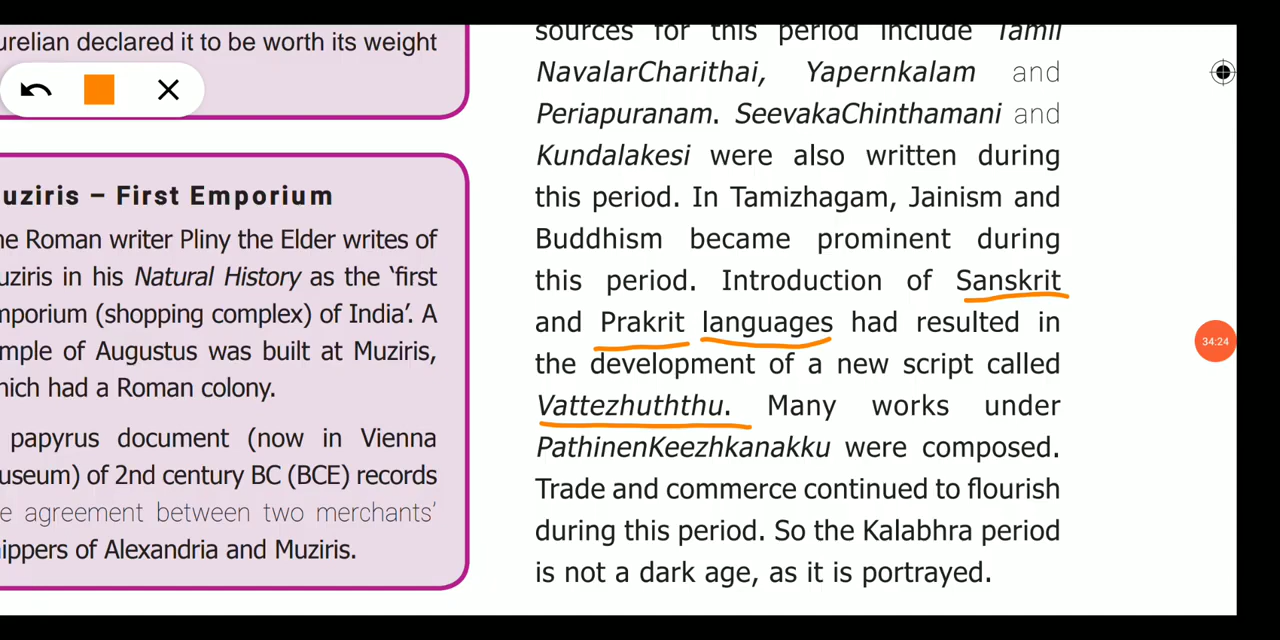 urelian declared it to be worth its weight
uziris – First Emporium
ne Roman writer Pliny the Elder writes of
uziris in his Natural History as the ‘first
mporium (shopping complex) of India’. A
mple of Augustus was built at Muziris,
hich had a Roman colony.
papyrus document (now in Vienna
useum) of 2nd century BC (BCE) records
e agreement between two merchants’
hippers of Alexandria and Muziris.
sources for this period include Tamil
NavalarCharithai, Yapernkalam and
Periapuranam. SeevakaChinthamani and
Kundalakesi were also written during
this period. In Tamizhagam, Jainism and
Buddhism became prominent during
this period. Introduction of Sanskrit
and Prakrit languages had resulted in
the development of a new script called
Vattezhuththu. Many works under
PathinenKeezhkanakku were composed.
Trade and commerce continued to flourish
during this period. So the Kalabhra period
is not a dark age, as it is portrayed.
34:24